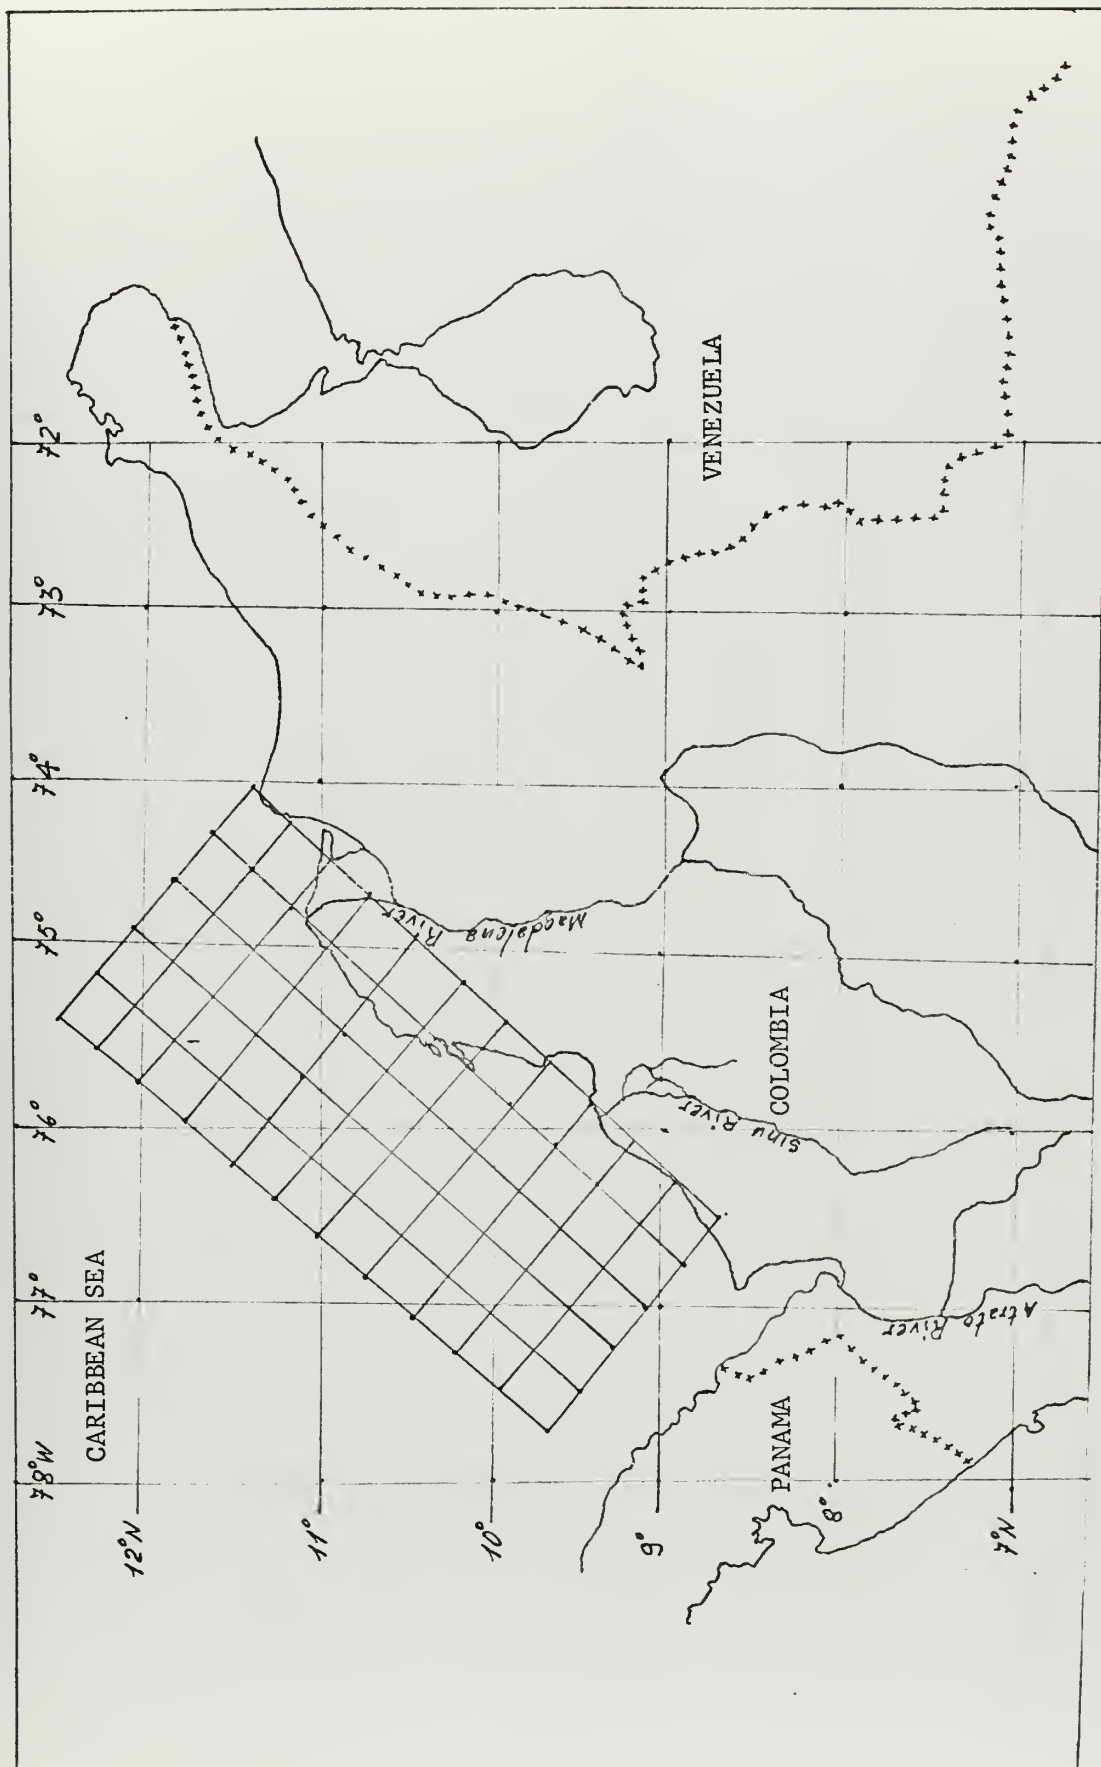 CARIBBEAN SEA
78°W
77°
76°
75°
74°
73°
72°
12°N
11°
10°
9°
8°
7°N
PANAMA
COLOMBIA
VENEZUELA
Magdalena
River
Sinu River
Atrato River